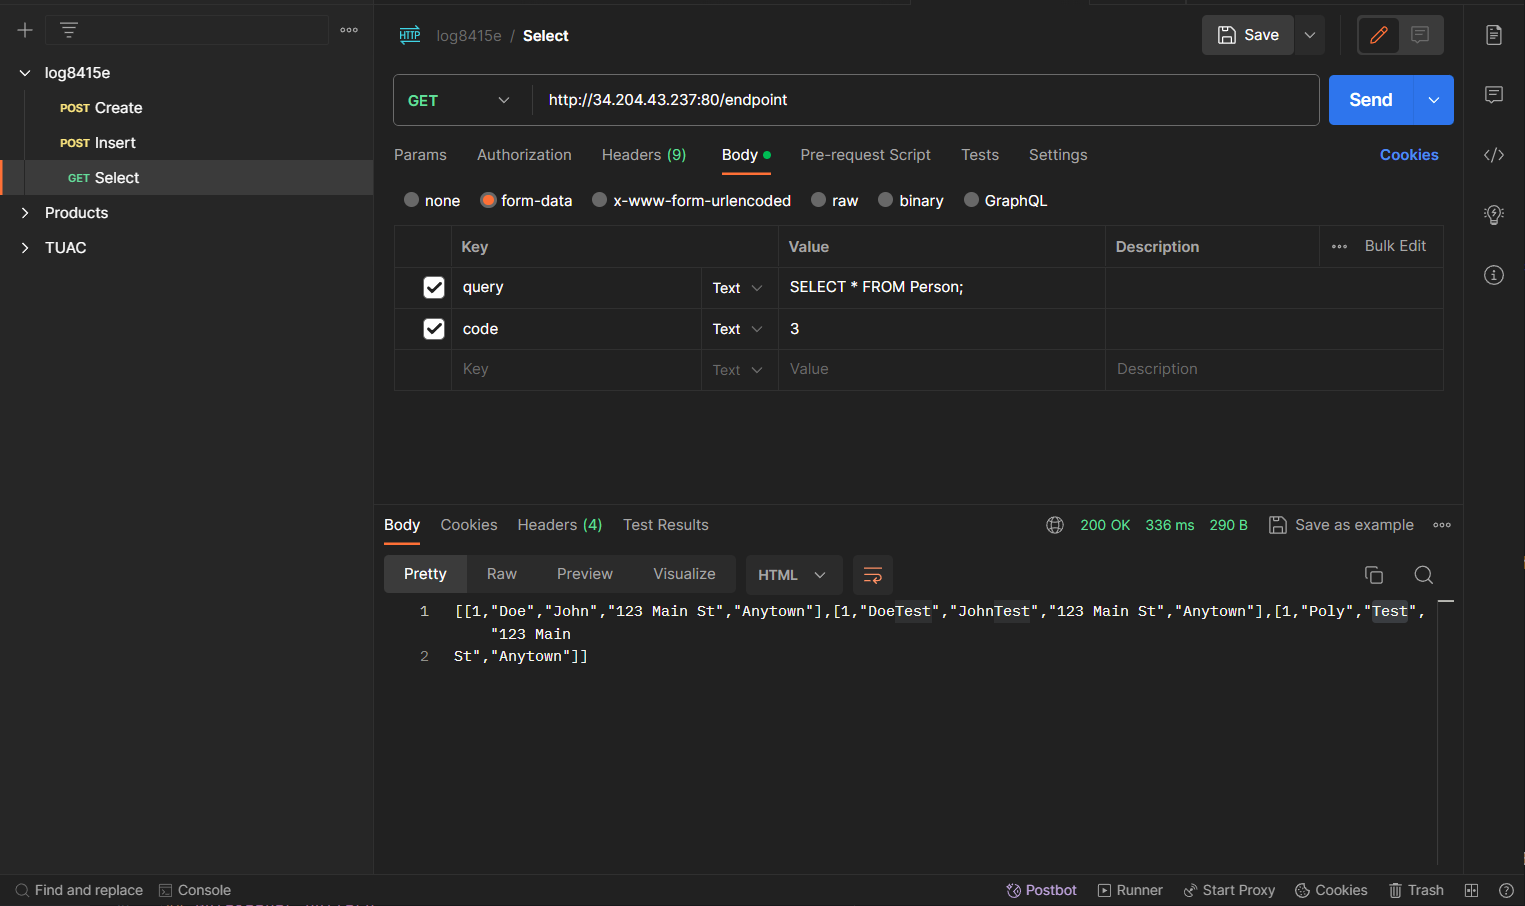 log8415e / Select
Save
log8415e
POST Create
POST Insert
GET Select
Products
TUAC
HTTP
GET http://34.204.43.237:80/endpoint
Send
Params Authorization Headers (9) Body Pre-request Script Tests Settings Cookies
none form-data x-www-form-urlencoded raw binary GraphQL
Key Value Description Bulk Edit
query Text SELECT * FROM Person;
code Text 3
Key Text Value Description
Body Cookies Headers (4) Test Results 200 OK 336 ms 290 B Save as example
Pretty Raw Preview Visualize HTML
1 [[1,"Doe","John","123 Main St","Anytown"],[1,"DoeTest","JohnTest","123 Main St","Anytown"],[1,"Poly","Test",
"123 Main
2 St","Anytown"]]
Find and replace Console Postbot Runner Start Proxy Cookies Trash